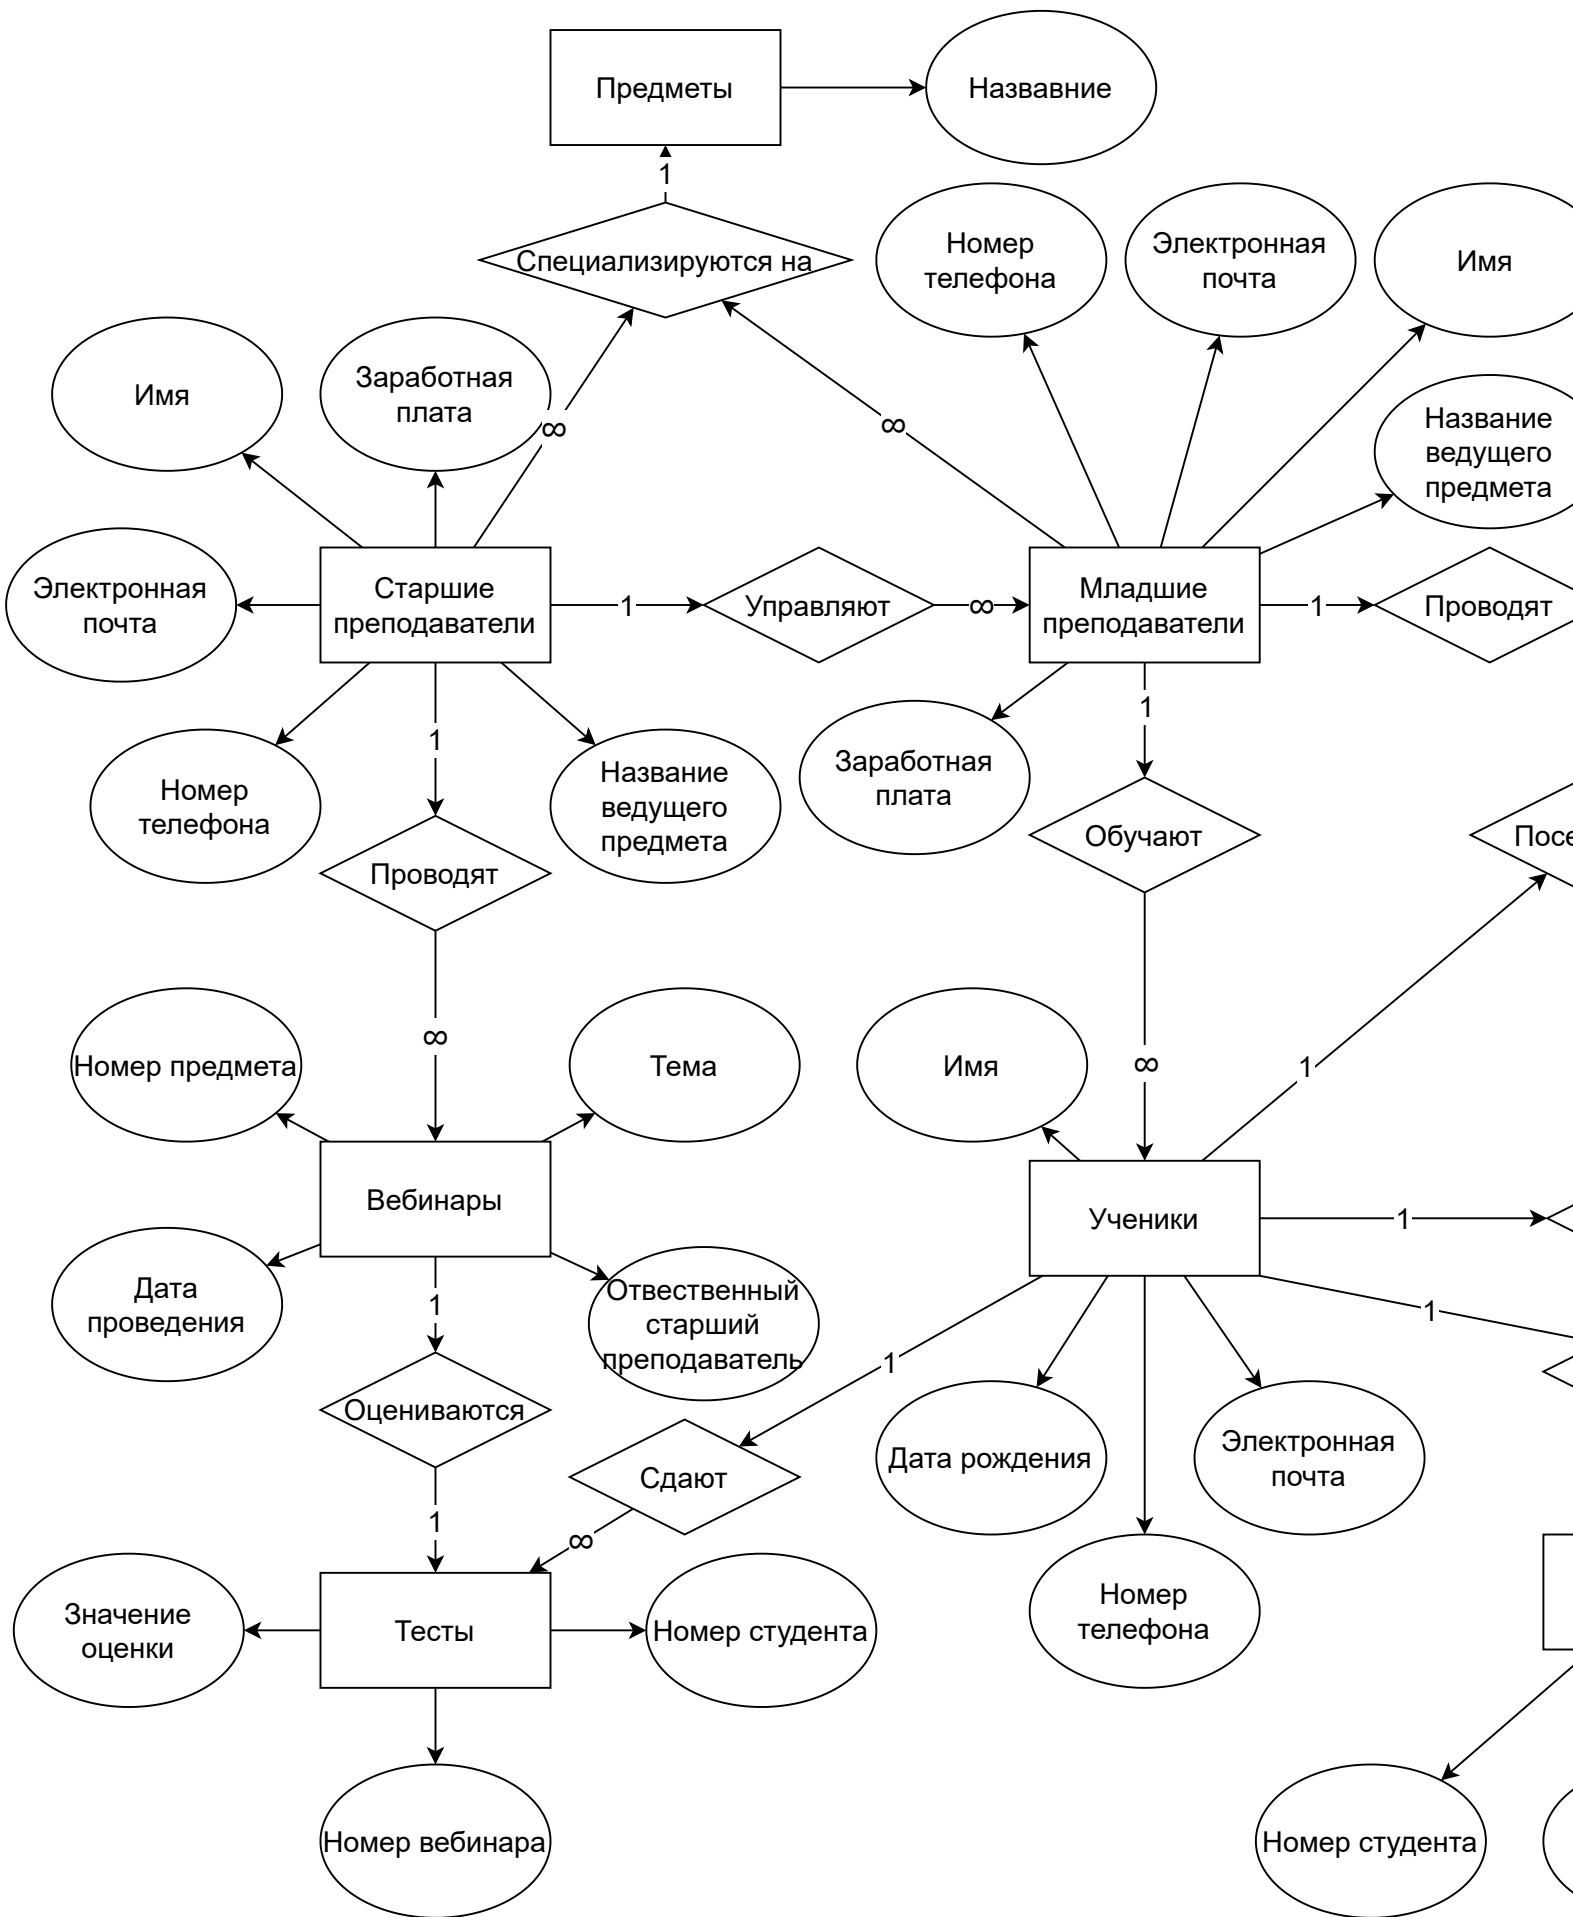 Предметы
Назвавние
1
Специализируются на
Номер
телефона
Электронная
почта
Имя
Имя
Заработная
плата
∞
∞
Название
ведущего
предмета
Электронная
почта
Старшие
преподаватели
1
Управляют
∞
Младшие
преподаватели
1
Проводят
Номер
телефона
1
Название
ведущего
предмета
Заработная
плата
1
Обучают
Посе
Проводят
∞
Номер предмета
Тема
Имя
∞
1
Вебинары
Ученики
1
Дата
проведения
1
Отвественный
старший
преподаватель
1
1
Оцениваются
Сдают
Дата рождения
Электронная
почта
1
∞
Номер
телефона
Значение
оценки
Тесты
Номер студента
Номер вебинара
Номер студента